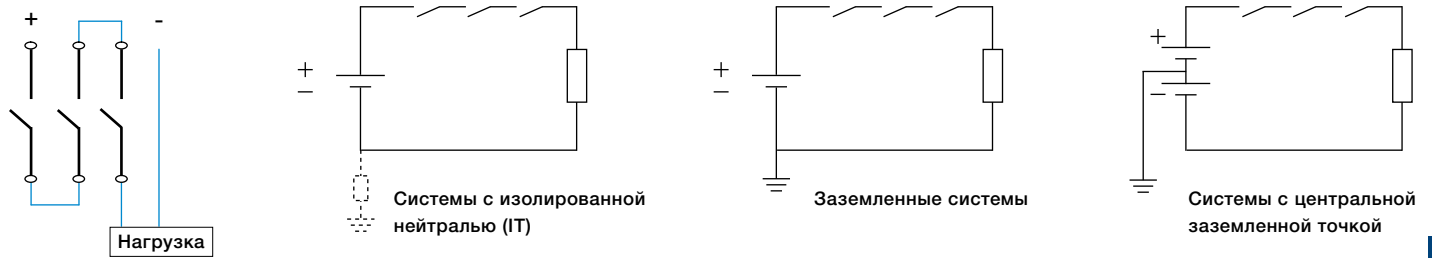 + -
Нагрузка
+
–
Системы с изолированной
нейтралью (IT)
+
–
Заземленные системы
+
–
Системы с центральной
заземленной точкой